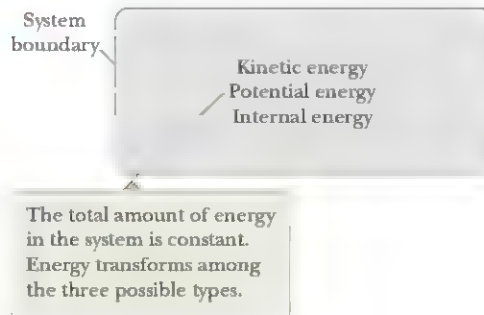 System
boundary
Kinetic energy
Potential energy
Internal energy
The total amount of energy
in the system is constant.
Energy transforms among
the three possible types.